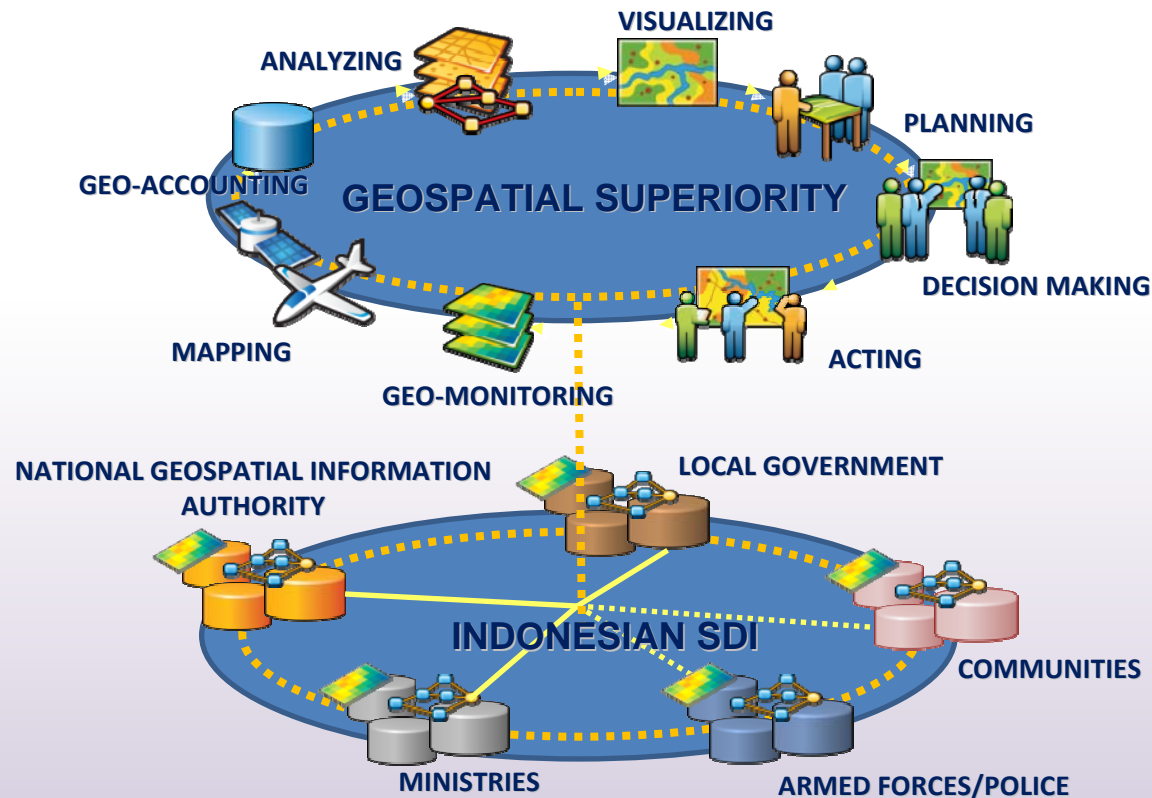 VISUALIZING
ANALYZING
PLANNING
GEO-ACCOUNTING
GEOSPATIAL SUPERIORITY
DECISION MAKING
MAPPING
ACTING
GEO-MONITORING
NATIONAL GEOSPATIAL INFORMATION
AUTHORITY
LOCAL GOVERNMENT
INDONESIAN SDI
COMMUNITIES
MINISTRIES
ARMED FORCES/POLICE